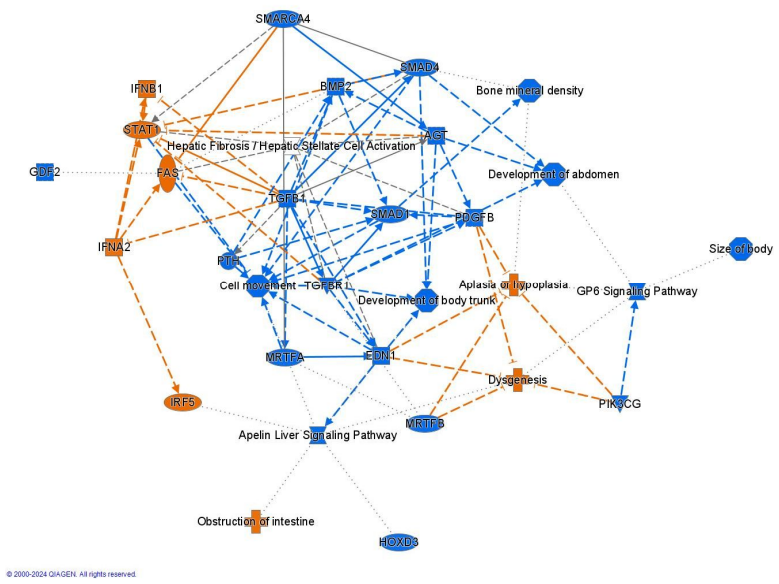 SMARCA4
SMAD4
IFNB1
BMP2
Bone mineral density
STAT1
AGT
Hepatic Fibrosis / Hepatic Stellate Cell Activation
GDF2
FAS
Development of abdomen
TGFB1
SMAD1
PDGFB
IFNA2
Size of body
PTH
Cell movement
TGFBR1
Aplasia or hypoplasia
GP6 Signaling Pathway
Development of body trunk
MRTFA
EDN1
Dysgenesis
IRF5
PIK3CG
MRTFB
Apelin Liver Signaling Pathway
Obstruction of intestine
HOXD3
© 2000-2024 QIAGEN. All rights reserved.